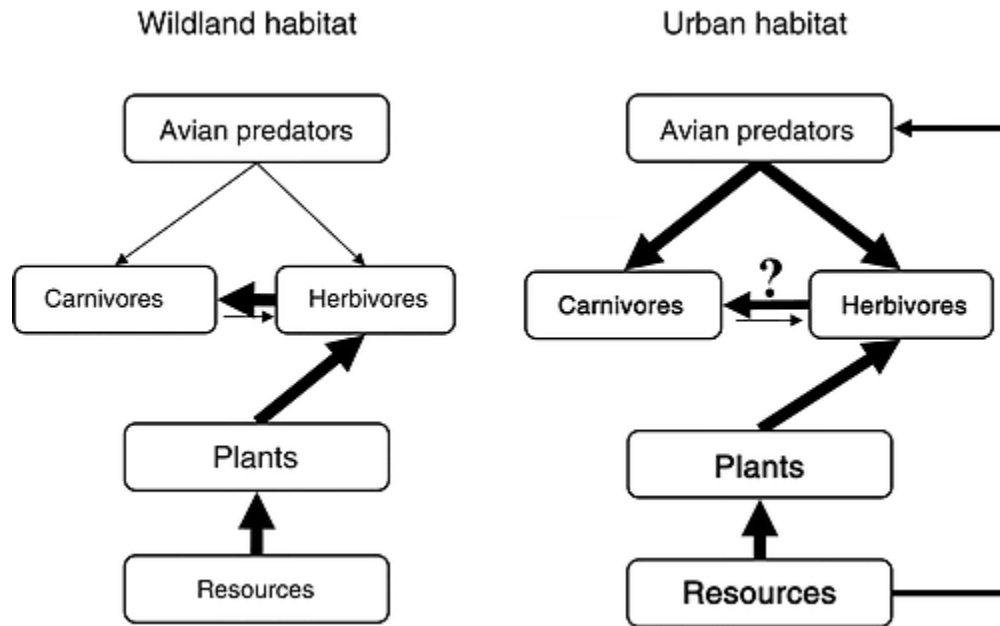 Wildland habitat
Avian predators
Carnivores
Herbivores
Plants
Resources
Urban habitat
Avian predators
?
Carnivores
Herbivores
Plants
Resources